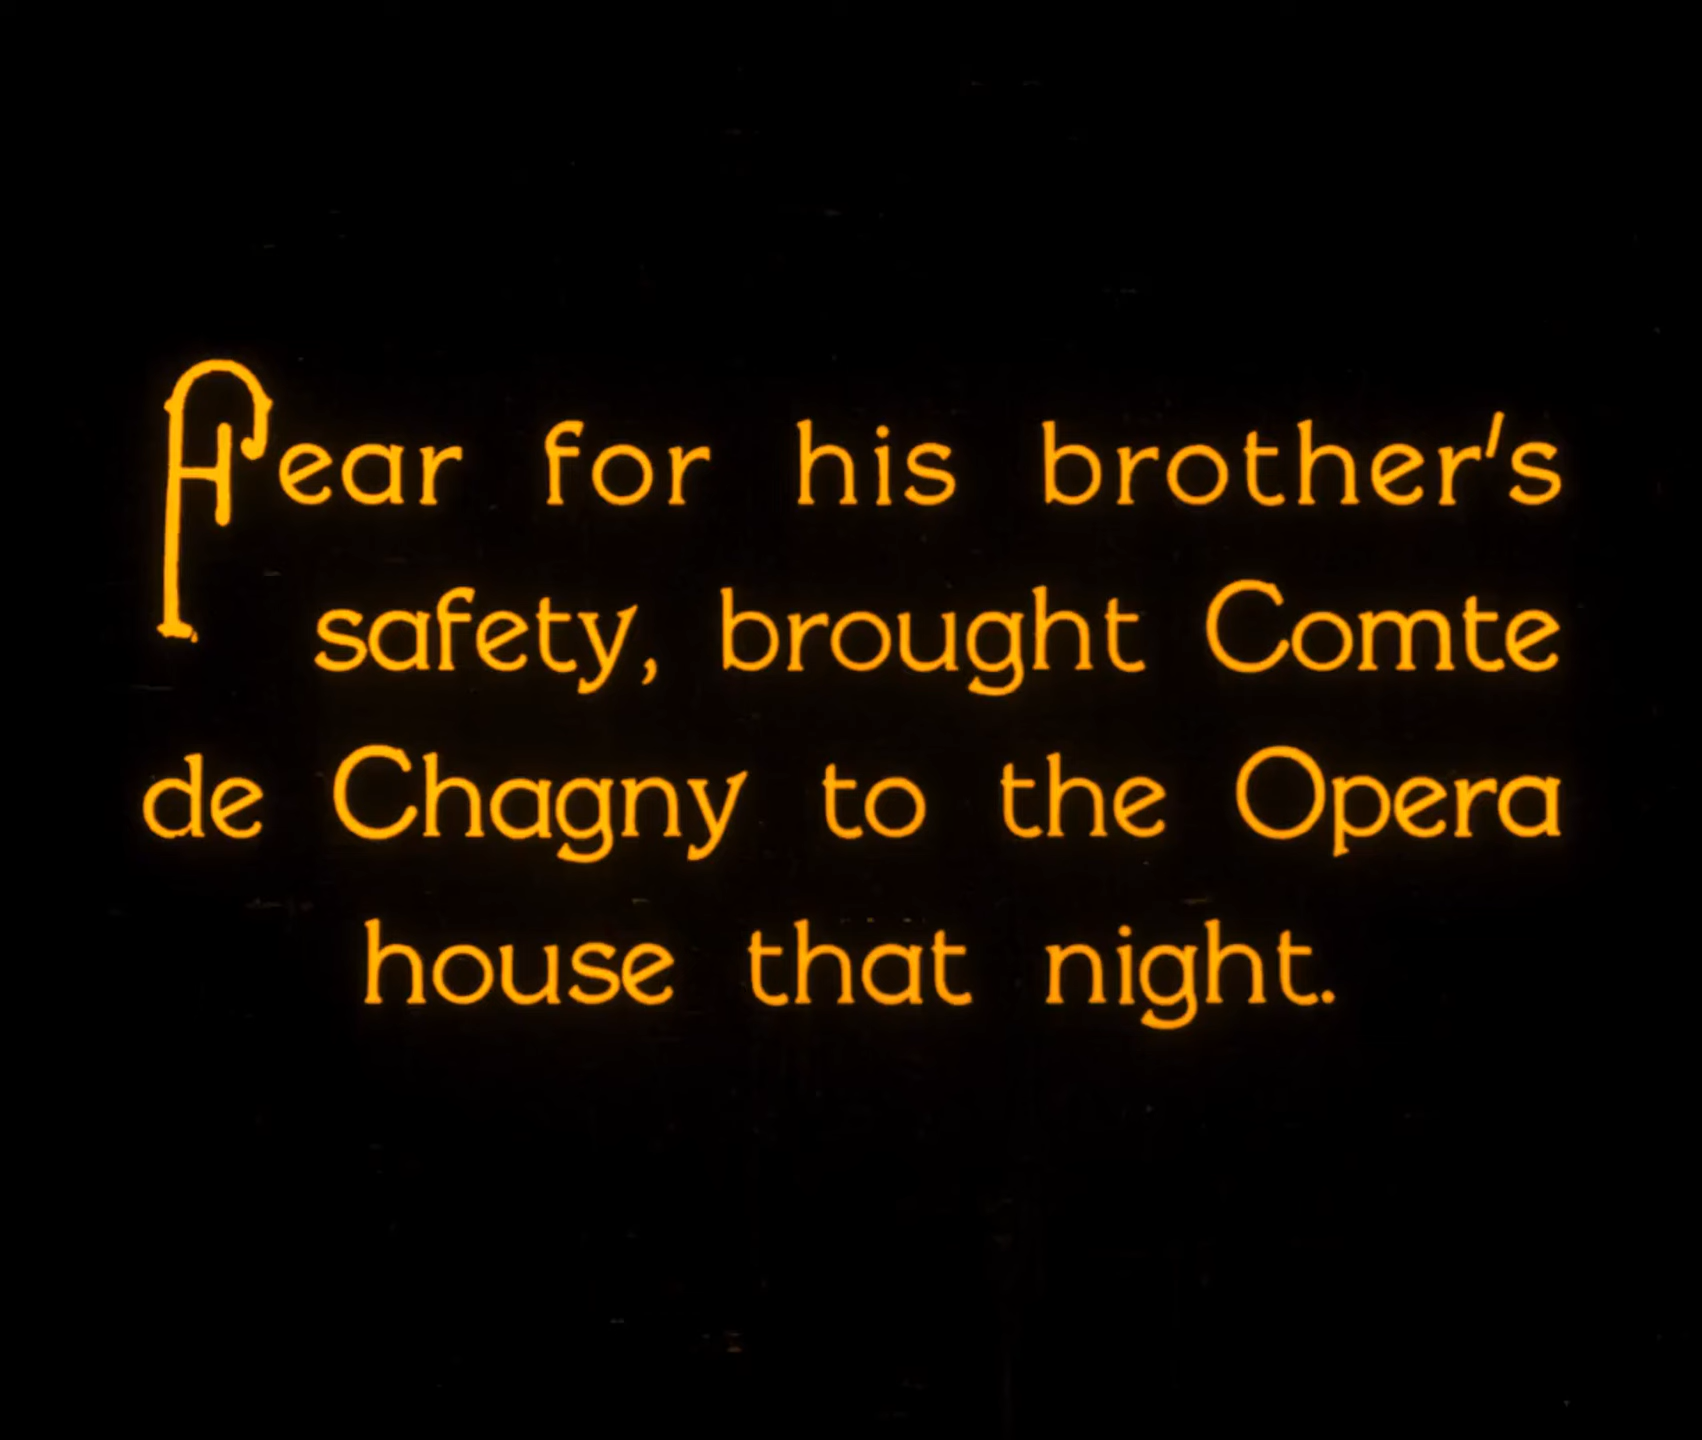 Fear for his brother's
safety, brought Comte
de Chagny to the Opera
house that night.